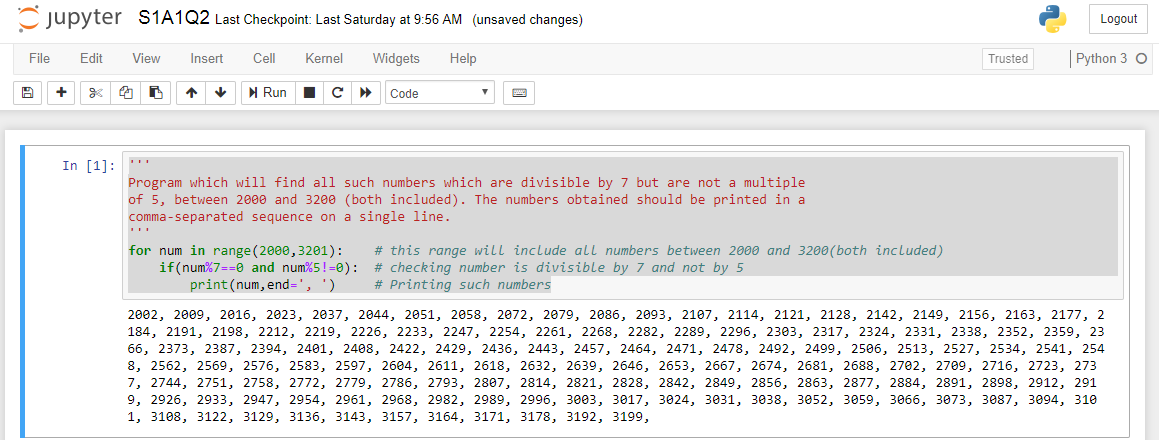 jupyter S1A1Q2 Last Checkpoint: Last Saturday at 9:56 AM (unsaved changes) Logout
File Edit View Insert Cell Kernel Widgets Help Trusted Python 3
Run Code
In [1]: '''
Program which will find all such numbers which are divisible by 7 but are not a multiple
of 5, between 2000 and 3200 (both included). The numbers obtained should be printed in a
comma-separated sequence on a single line.
'''
for num in range(2000,3201):    # this range will include all numbers between 2000 and 3200(both included)
    if(num%7==0 and num%5!=0):  # checking number is divisible by 7 and not by 5
        print(num,end=', ')     # Printing such numbers
2002, 2009, 2016, 2023, 2037, 2044, 2051, 2058, 2072, 2079, 2086, 2093, 2107, 2114, 2121, 2128, 2142, 2149, 2156, 2163, 2177, 2
184, 2191, 2198, 2212, 2219, 2226, 2233, 2247, 2254, 2261, 2268, 2282, 2289, 2296, 2303, 2317, 2324, 2331, 2338, 2352, 2359, 23
66, 2373, 2387, 2394, 2401, 2408, 2422, 2429, 2436, 2443, 2457, 2464, 2471, 2478, 2492, 2499, 2506, 2513, 2527, 2534, 2541, 254
8, 2562, 2569, 2576, 2583, 2597, 2604, 2611, 2618, 2632, 2639, 2646, 2653, 2667, 2674, 2681, 2688, 2702, 2709, 2716, 2723, 273
7, 2744, 2751, 2758, 2772, 2779, 2786, 2793, 2807, 2814, 2821, 2828, 2842, 2849, 2856, 2863, 2877, 2884, 2891, 2898, 2912, 291
9, 2926, 2933, 2947, 2954, 2961, 2968, 2982, 2989, 2996, 3003, 3017, 3024, 3031, 3038, 3052, 3059, 3066, 3073, 3087, 3094, 310
1, 3108, 3122, 3129, 3136, 3143, 3157, 3164, 3171, 3178, 3192, 3199,